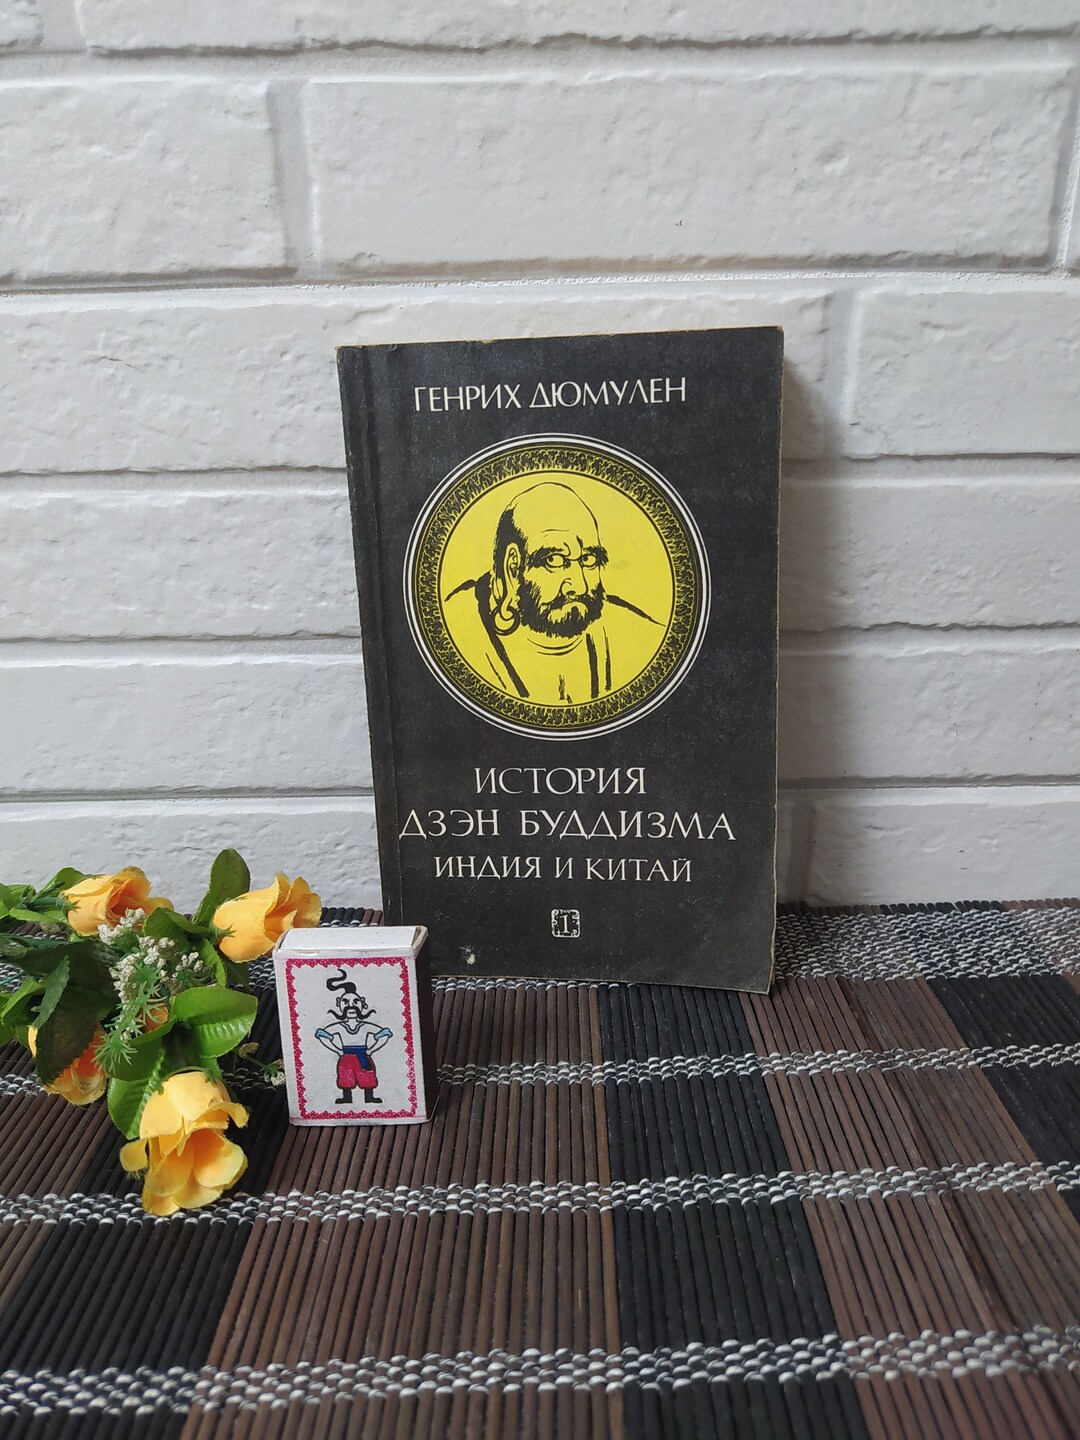 ГЕНРИХ ДЮМУЛЕН
ИСТОРИЯ
ДЗЭН БУДДИЗМА
ИНДИЯ И КИТАЙ
1